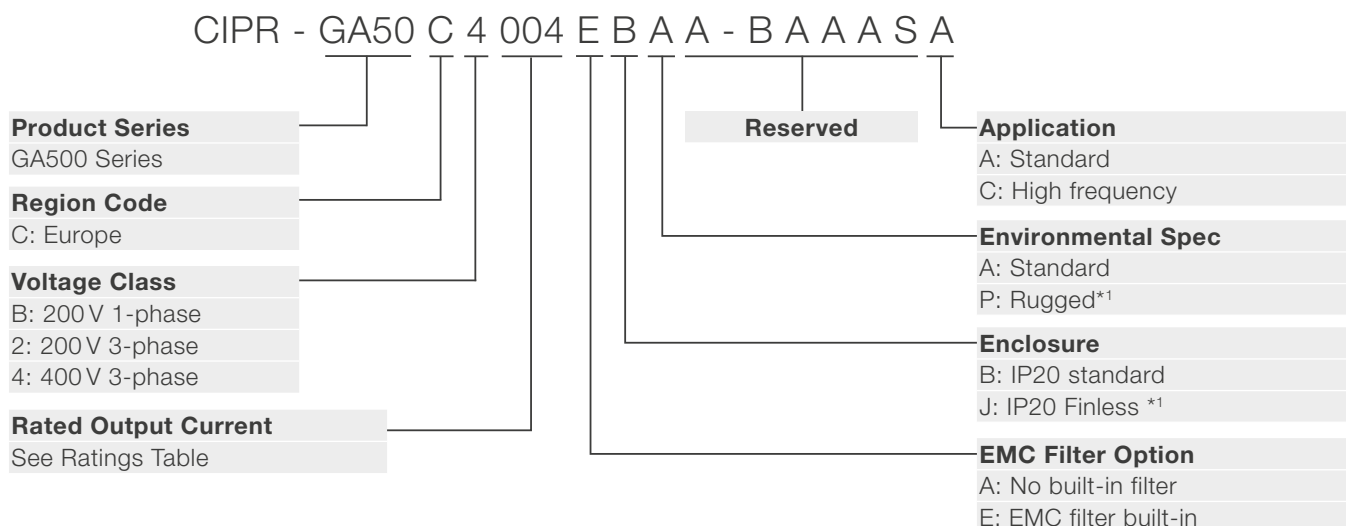 CIPR - GA50 C 4 004 E B A A - B A A A S A
Product Series
GA500 Series
Region Code
C: Europe
Voltage Class
B: 200 V 1-phase
2: 200 V 3-phase
4: 400 V 3-phase
Rated Output Current
See Ratings Table
Reserved
Application
A: Standard
C: High frequency
Environmental Spec
A: Standard
P: Rugged*1
Enclosure
B: IP20 standard
J: IP20 Finless *1
EMC Filter Option
A: No built-in filter
E: EMC filter built-in